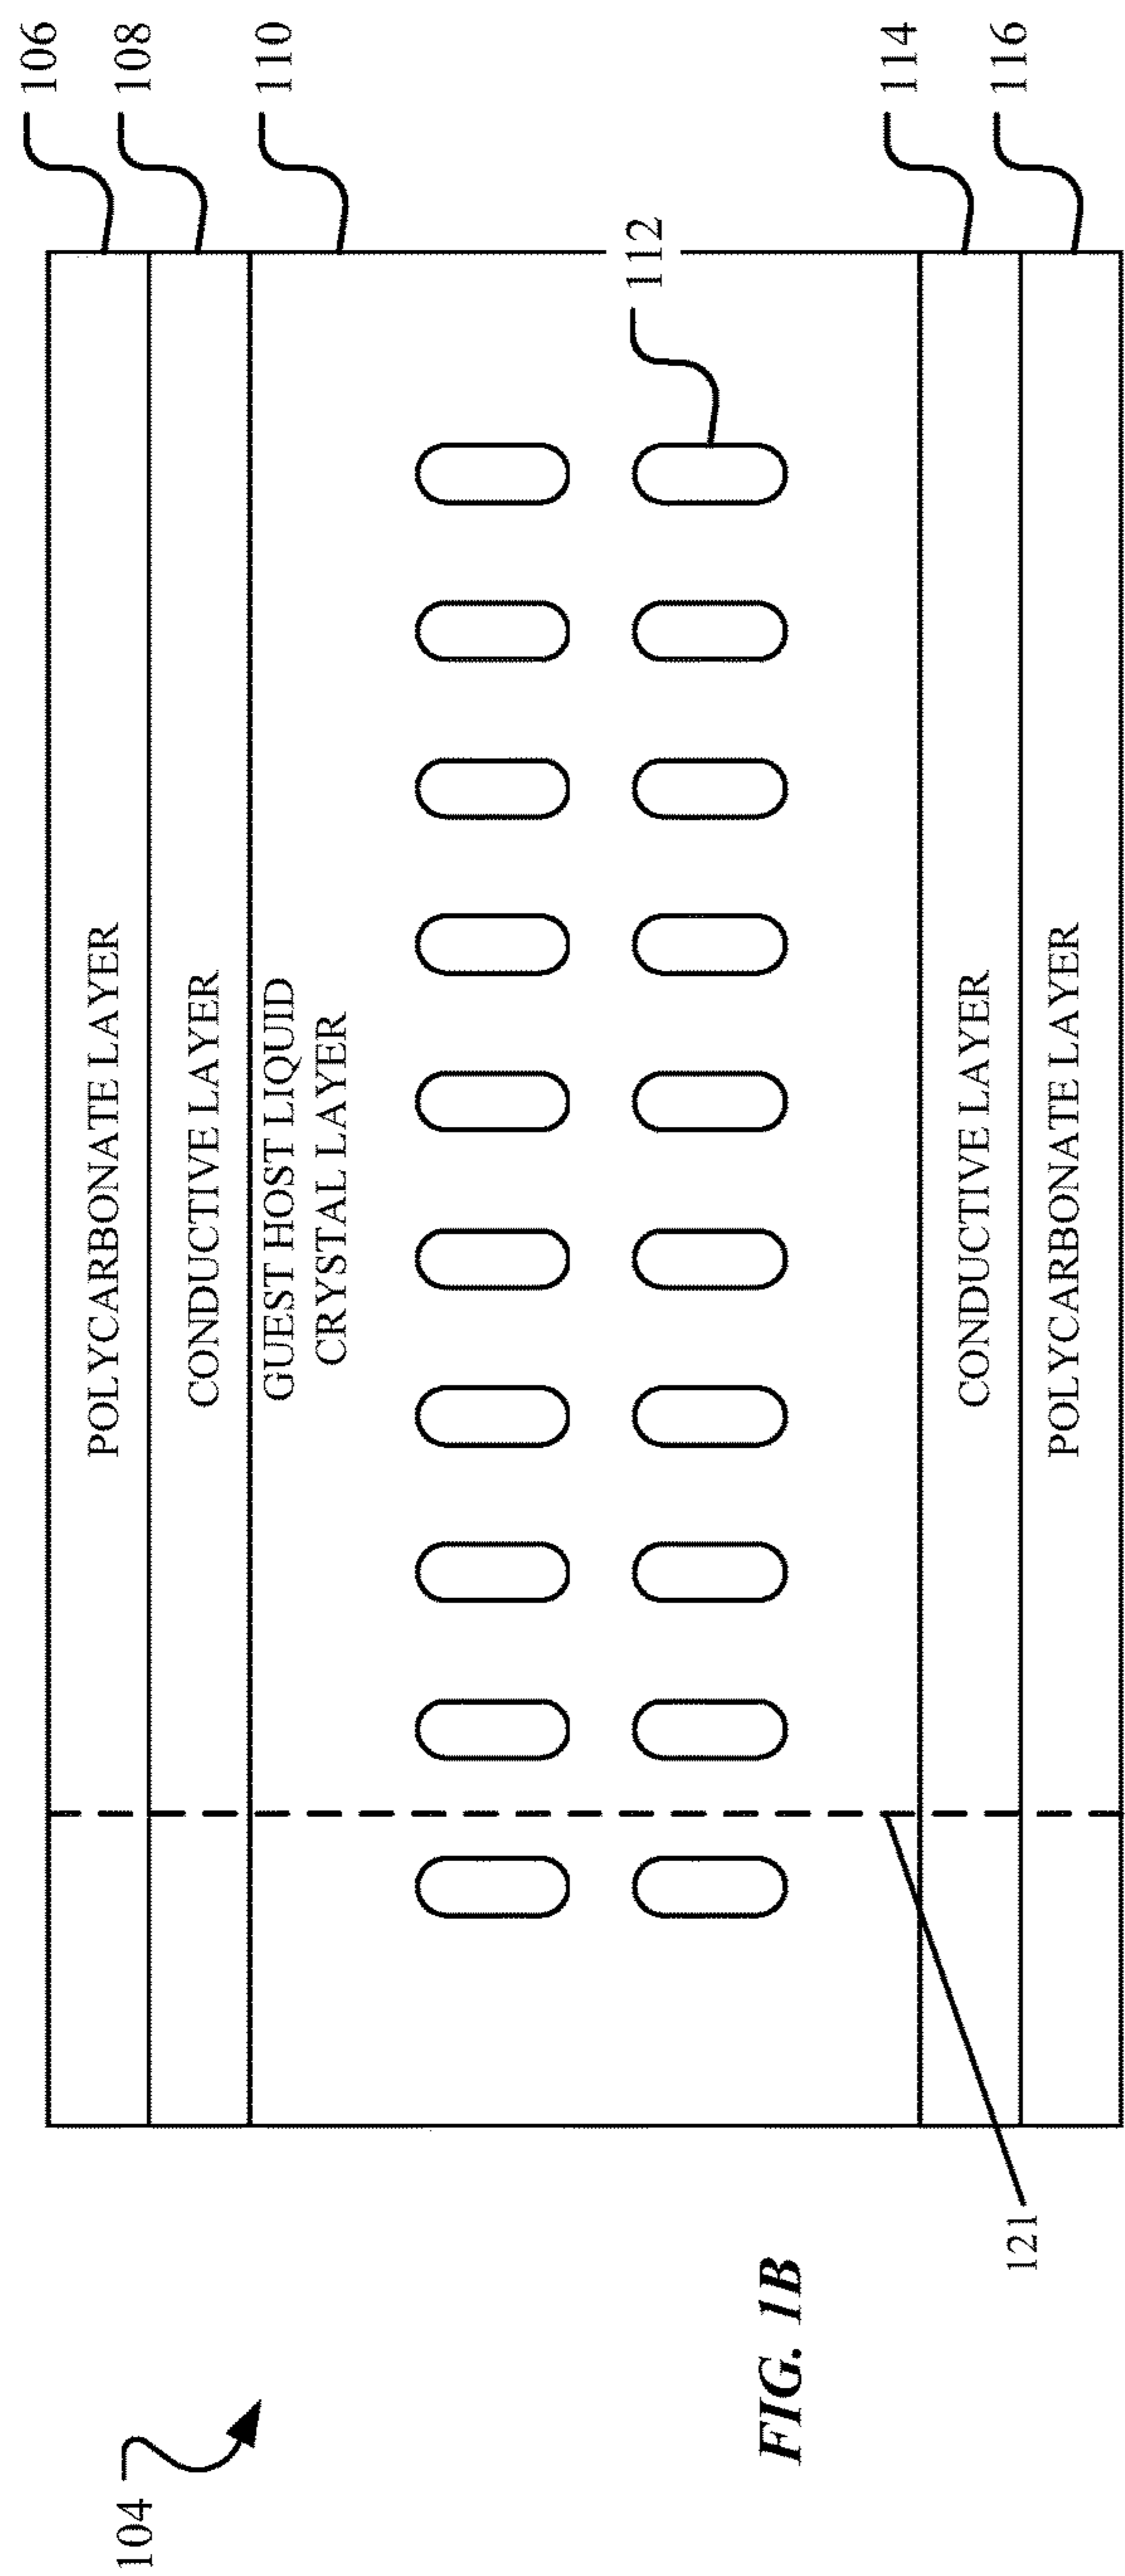 106
108
110
112
114
116
POLYCARBONATE LAYER
CONDUCTIVE LAYER
GUEST HOST LIQUID
CRYSTAL LAYER
CONDUCTIVE LAYER
POLYCARBONATE LAYER
121
104
FIG. 1B